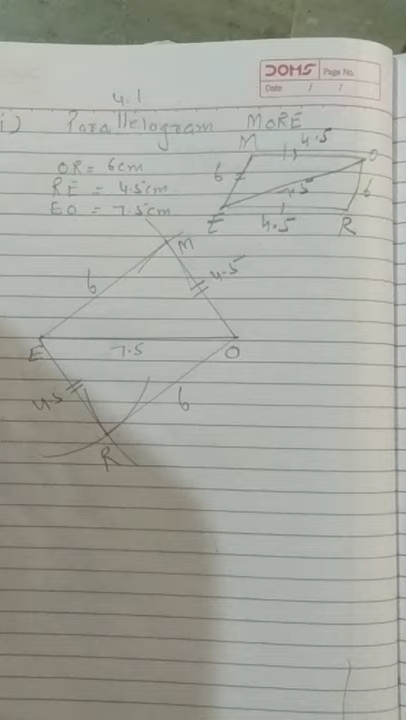 DOMS Page No.
Date / /
4.1
i) Parallelogram MORE
OR = 6cm
RE = 4.5cm
EO = 7.5cm
M 4.5 O
6 7.5 6
E 4.5 R
M
6 4.5
E 7.5 O
4.5 6
R